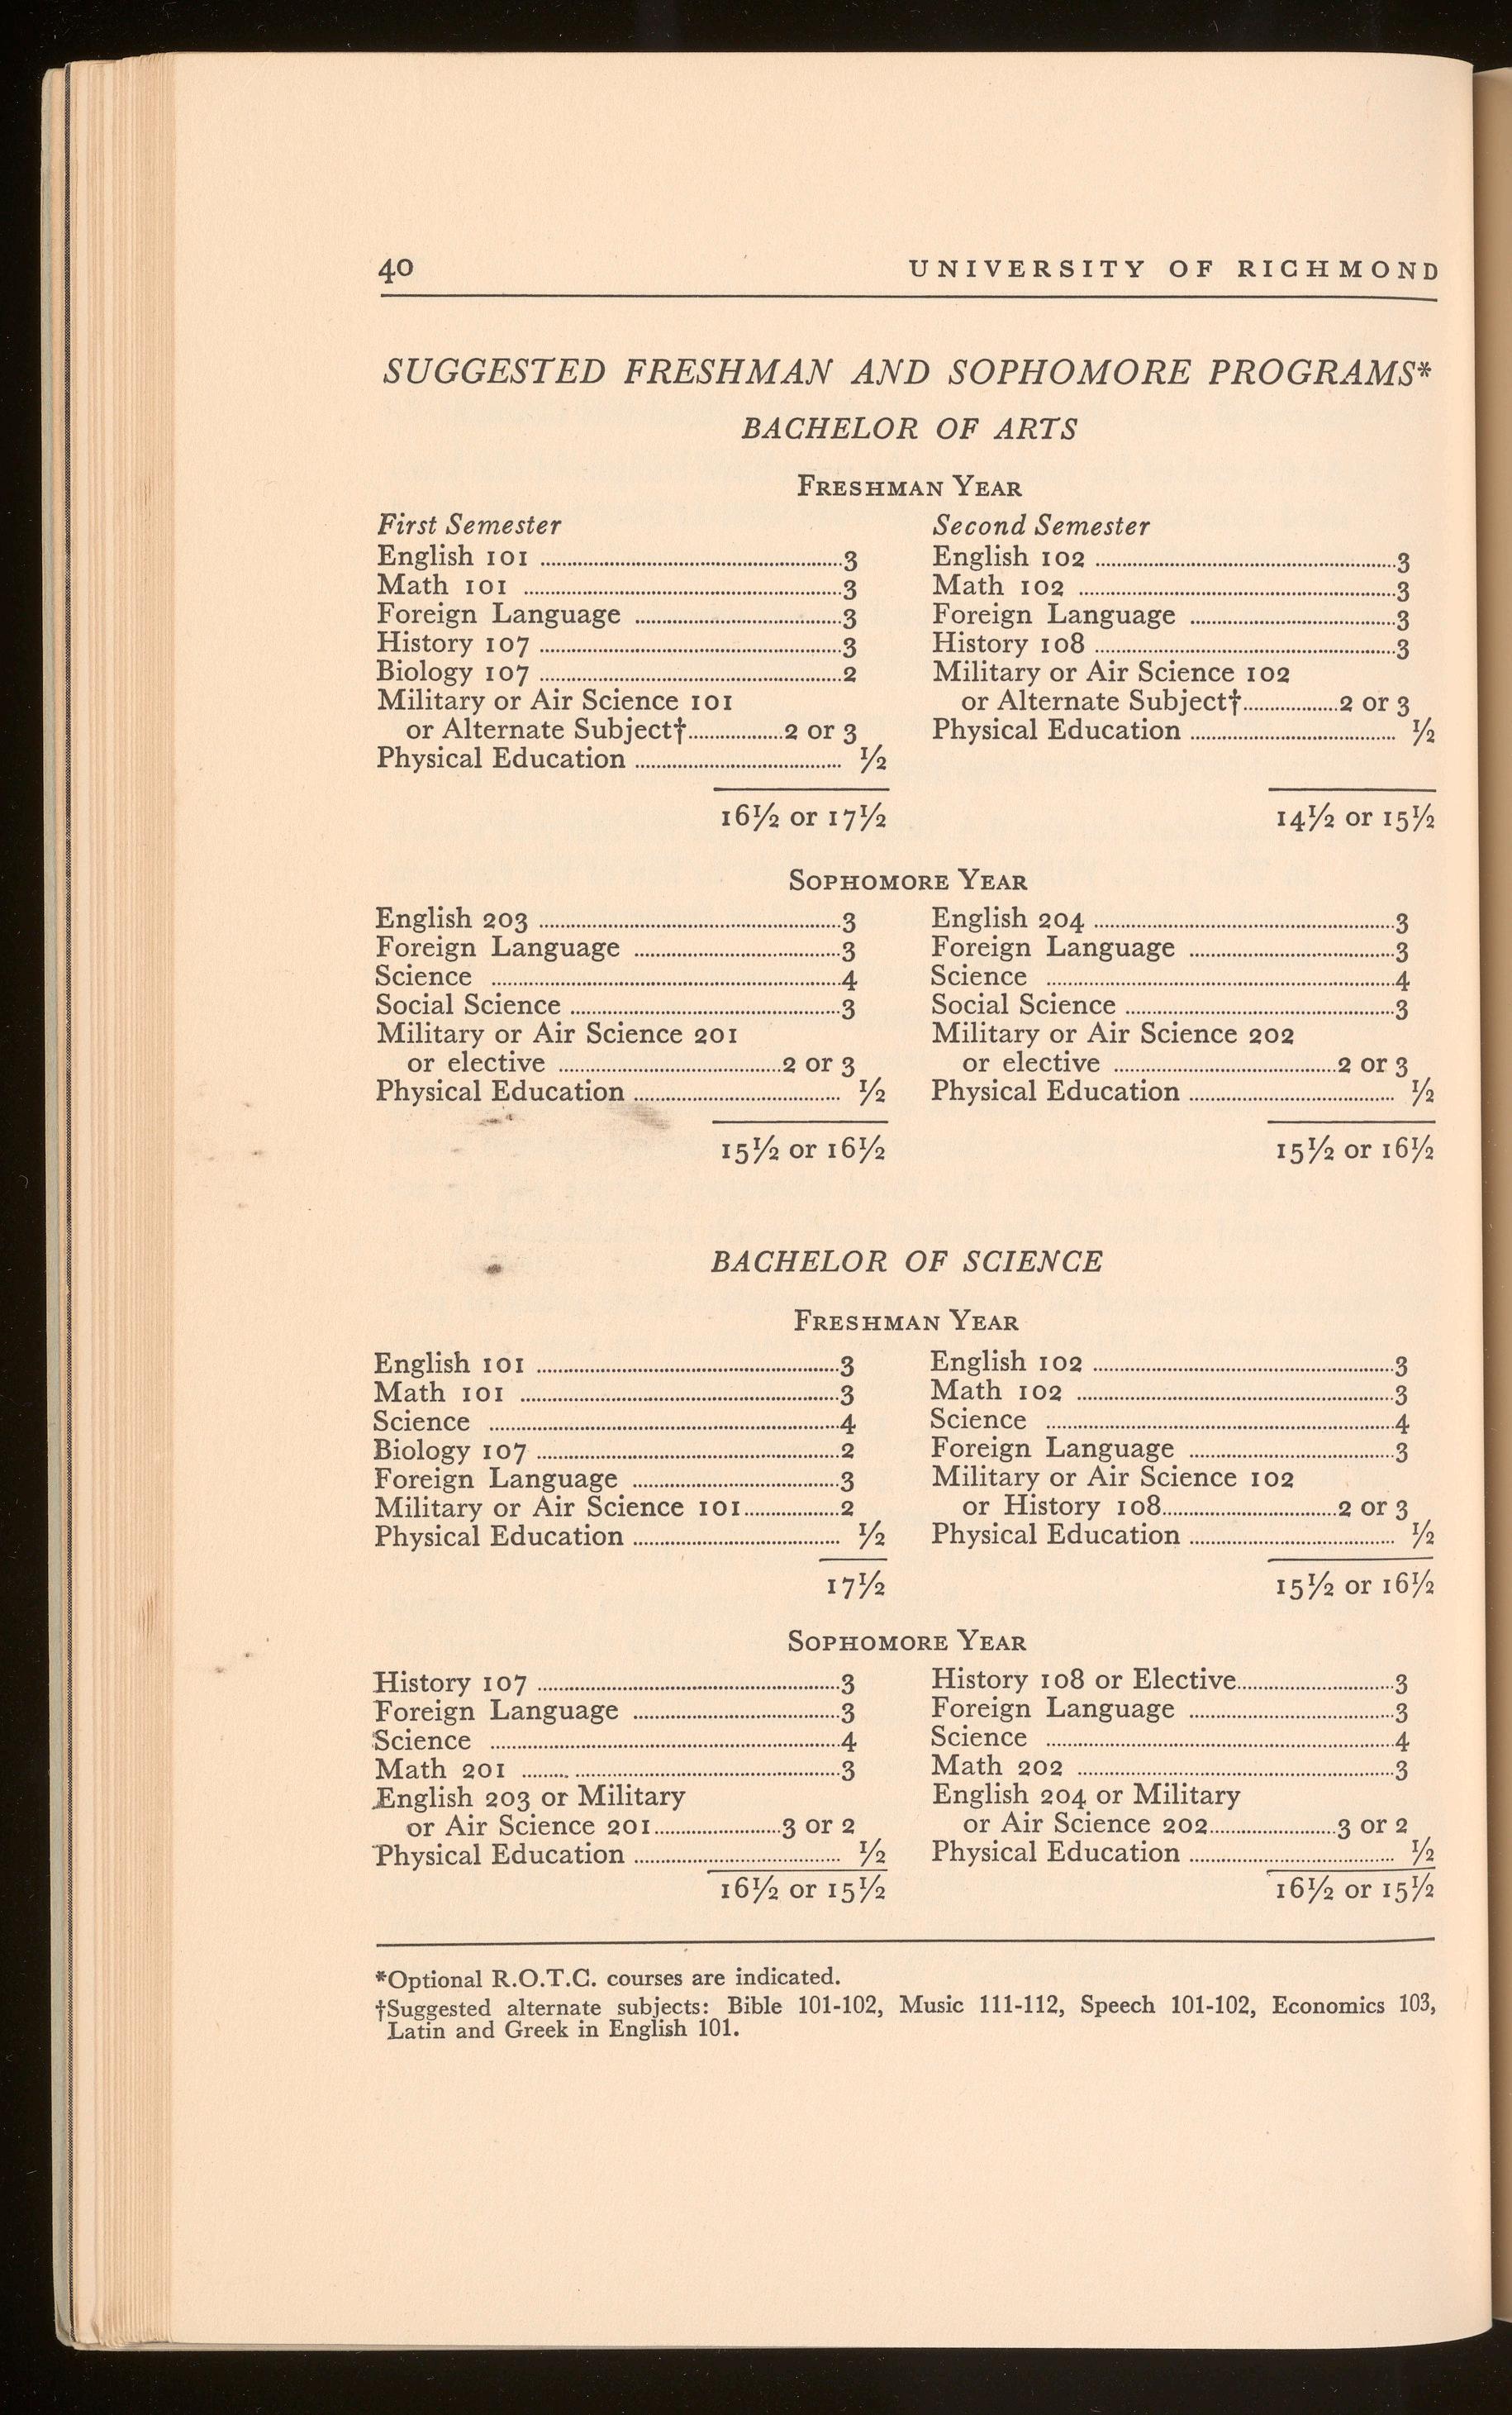 40 UNIVERSITY OF RICHMOND
SUGGESTED FRESHMAN AND SOPHOMORE PROGRAMS*
BACHELOR OF ARTS
FRESHMAN YEAR
First Semester
English 101 ........ 3
Math 101 ........ 3
Foreign Language ........ 3
History 107 ........ 3
Biology 107 ........ 2
Military or Air Science 101
or Alternate Subject† ........ 2 or 3
Physical Education ........ ½
16½ or 17½
Second Semester
English 102 ........ 3
Math 102 ........ 3
Foreign Language ........ 3
History 108 ........ 3
Military or Air Science 102
or Alternate Subject† ........ 2 or 3
Physical Education ........ ½
14½ or 15½
SOPHOMORE YEAR
English 203 ........ 3
Foreign Language ........ 3
Science ........ 4
Social Science ........ 3
Military or Air Science 201
or elective ........ 2 or 3
Physical Education ........ ½
15½ or 16½
English 204 ........ 3
Foreign Language ........ 3
Science ........ 4
Social Science ........ 3
Military or Air Science 202
or elective ........ 2 or 3
Physical Education ........ ½
15½ or 16½
BACHELOR OF SCIENCE
FRESHMAN YEAR
English 101 ........ 3
Math 101 ........ 3
Science ........ 4
Biology 107 ........ 2
Foreign Language ........ 3
Military or Air Science 101 ........ 2
Physical Education ........ ½
17½
English 102 ........ 3
Math 102 ........ 3
Science ........ 4
Foreign Language ........ 3
Military or Air Science 102
or History 108 ........ 2 or 3
Physical Education ........ ½
15½ or 16½
SOPHOMORE YEAR
History 107 ........ 3
Foreign Language ........ 3
Science ........ 4
Math 201 ........ 3
English 203 or Military
or Air Science 201 ........ 3 or 2
Physical Education ........ ½
16½ or 15½
History 108 or Elective ........ 3
Foreign Language ........ 3
Science ........ 4
Math 202 ........ 3
English 204 or Military
or Air Science 202 ........ 3 or 2
Physical Education ........ ½
16½ or 15½
*Optional R.O.T.C. courses are indicated.
†Suggested alternate subjects: Bible 101-102, Music 111-112, Speech 101-102, Economics 103,
Latin and Greek in English 101.